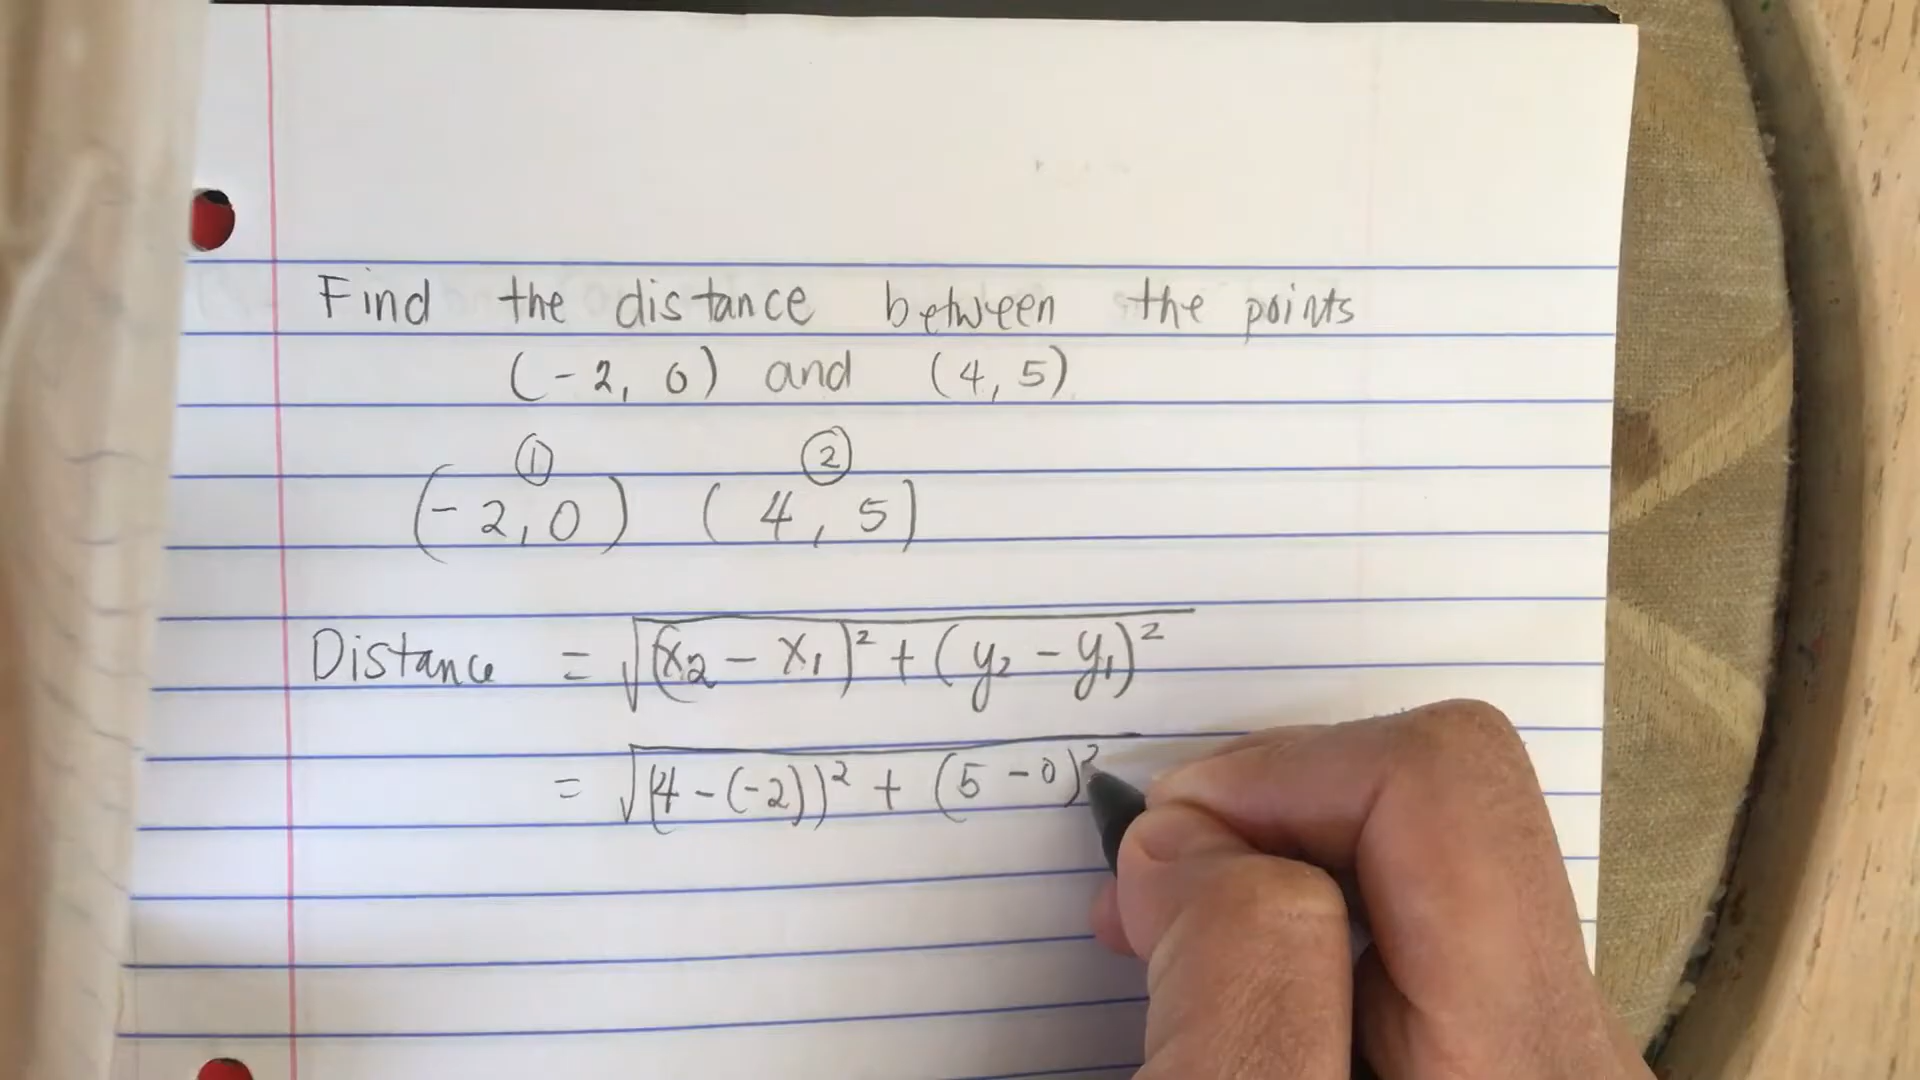 Find the distance between the points
(-2, 0) and (4, 5)
① ②
(-2, 0) (4, 5)
Distance = √(x₂ - x₁)² + (y₂ - y₁)²
= √(4 - (-2))² + (5 - 0)²